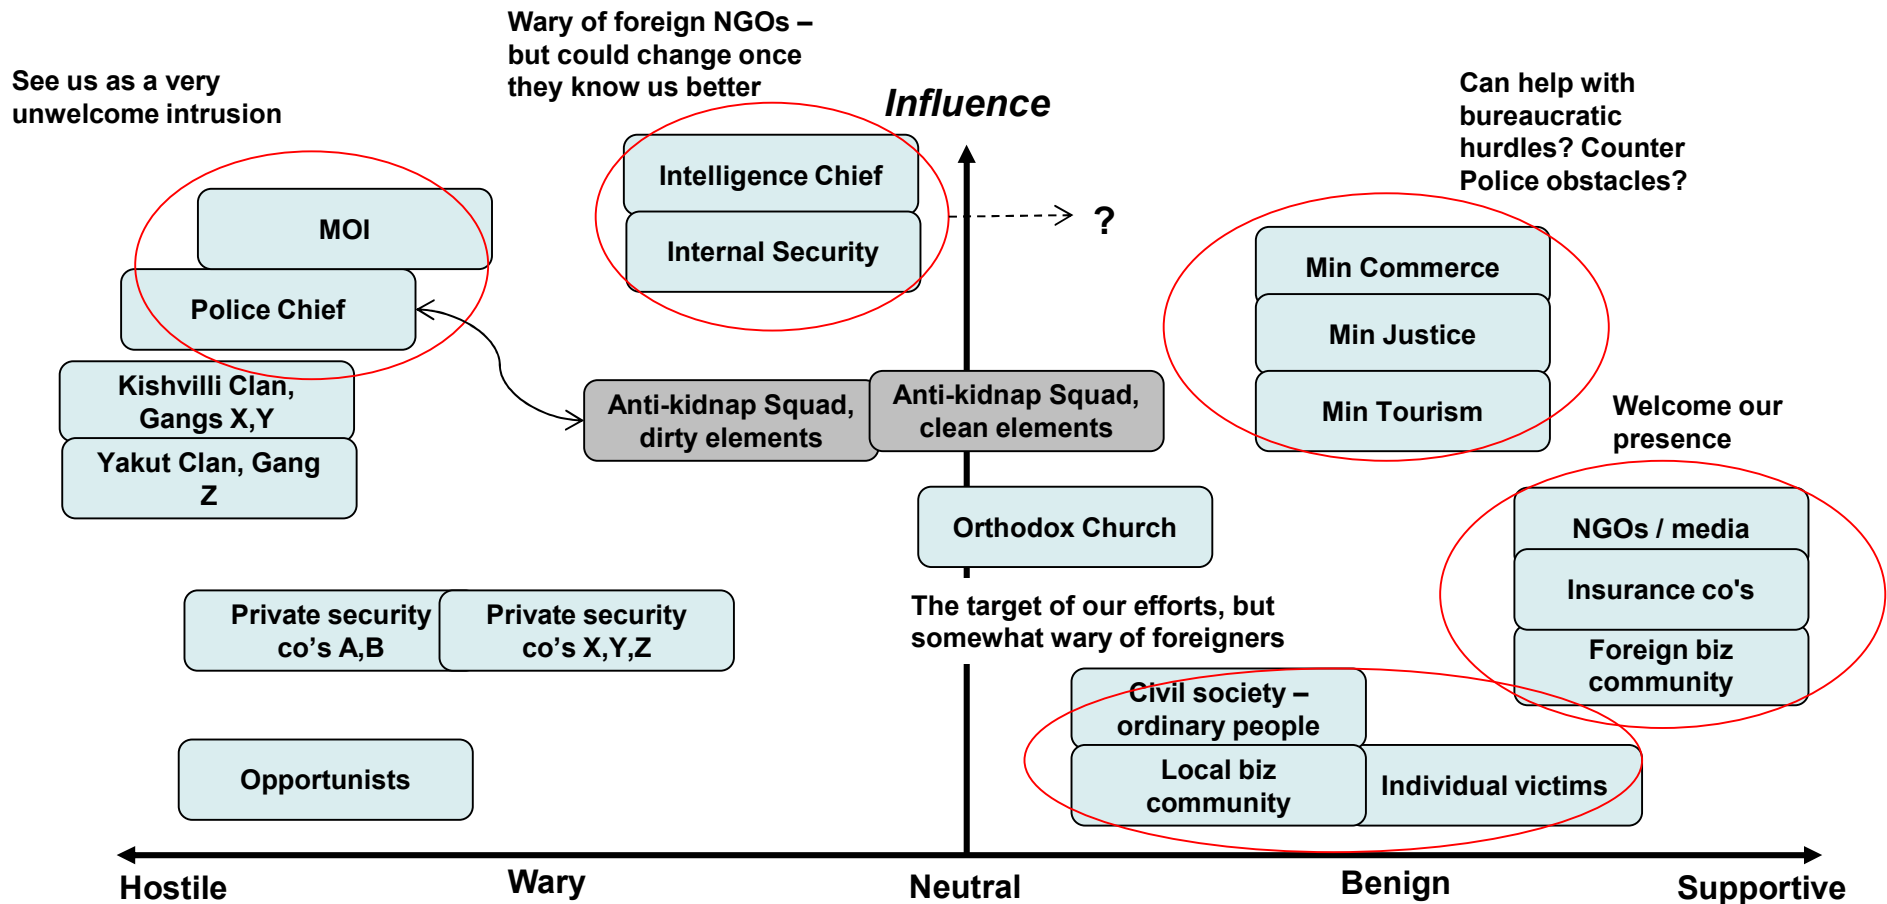 Wary of foreign NGOs –
but could change once
they know us better
See us as a very
unwelcome intrusion
Influence
Can help with
bureaucratic
hurdles? Counter
Police obstacles?
Intelligence Chief
MOI
?
Internal Security
Min Commerce
Police Chief
Min Justice
Kishvilli Clan,
Gangs X,Y
Anti-kidnap Squad,
dirty elements
Anti-kidnap Squad,
clean elements
Min Tourism
Welcome our
presence
Yakut Clan, Gang
Z
Orthodox Church
NGOs / media
Insurance co's
Private security
co’s A,B
Private security
co’s X,Y,Z
The target of our efforts, but
somewhat wary of foreigners
Foreign biz
community
Civil society –
ordinary people
Opportunists
Local biz
community
Individual victims
Hostile
Wary
Neutral
Benign
Supportive